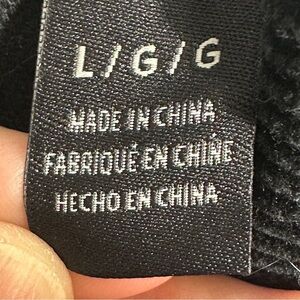 L/G/G
MADE IN CHINA
FABRIQUÉ EN CHINE
HECHO EN CHINA